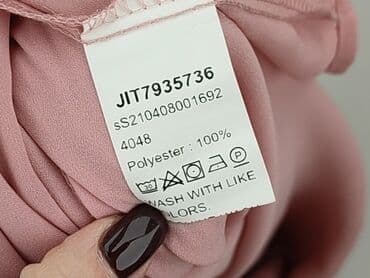 JIT7935736
sS210408001692
4048
Polyester : 100%
WASH WITH LIKE
COLORS.